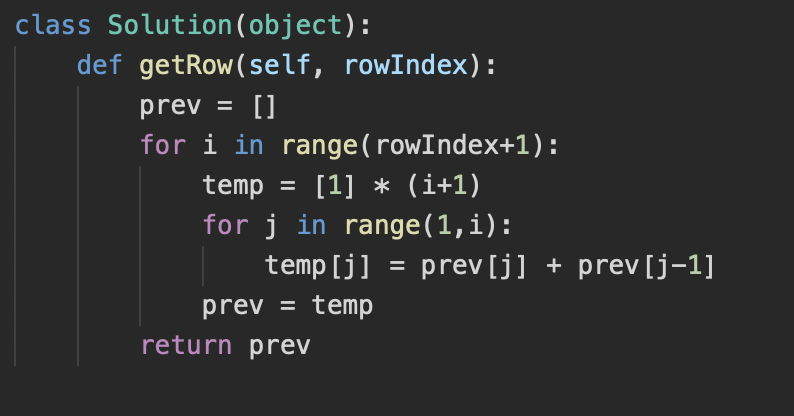 class Solution(object):
    def getRow(self, rowIndex):
        prev = []
        for i in range(rowIndex+1):
            temp = [1] * (i+1)
            for j in range(1,i):
                temp[j] = prev[j] + prev[j-1]
            prev = temp
        return prev